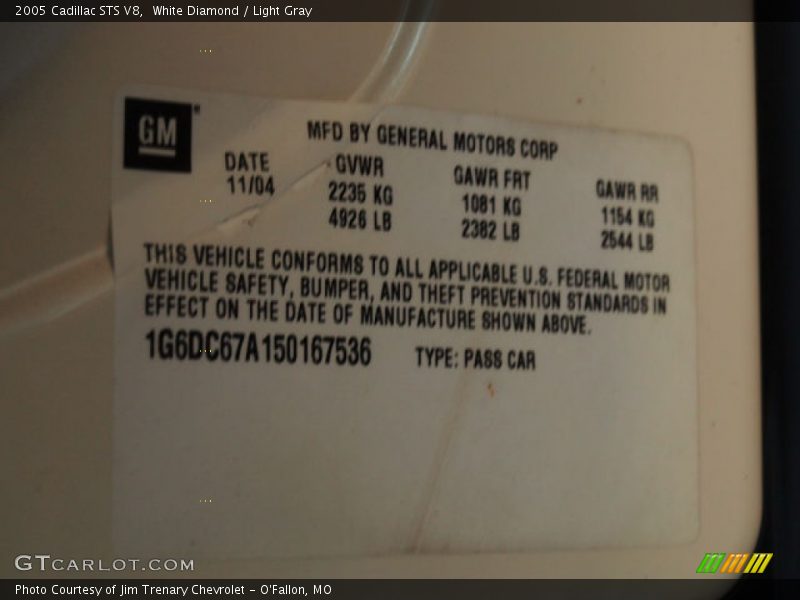 2005 Cadillac STS V8, White Diamond / Light Gray
GM
MFD BY GENERAL MOTORS CORP
DATE GVWR GAWR FRT GAWR RR
11/04 2235 KG 1081 KG 1154 KG
4926 LB 2382 LB 2544 LB
THIS VEHICLE CONFORMS TO ALL APPLICABLE U.S. FEDERAL MOTOR
VEHICLE SAFETY, BUMPER, AND THEFT PREVENTION STANDARDS IN
EFFECT ON THE DATE OF MANUFACTURE SHOWN ABOVE.
1G6DC67A150167536 TYPE: PASS CAR
GTCARLOT.COM
Photo Courtesy of Jim Trenary Chevrolet - O'Fallon, MO